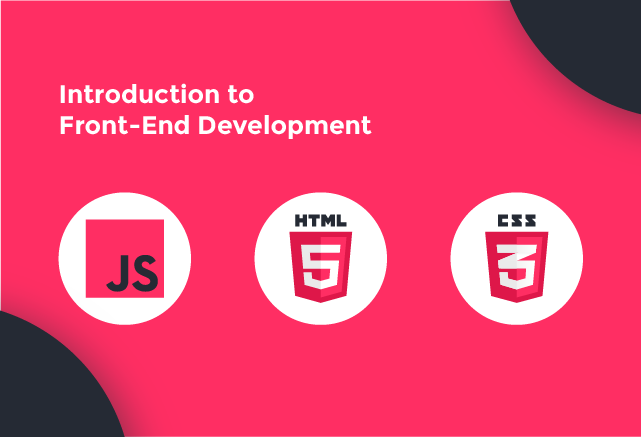 Introduction to
Front-End Development
JS
HTML
5
CSS
3